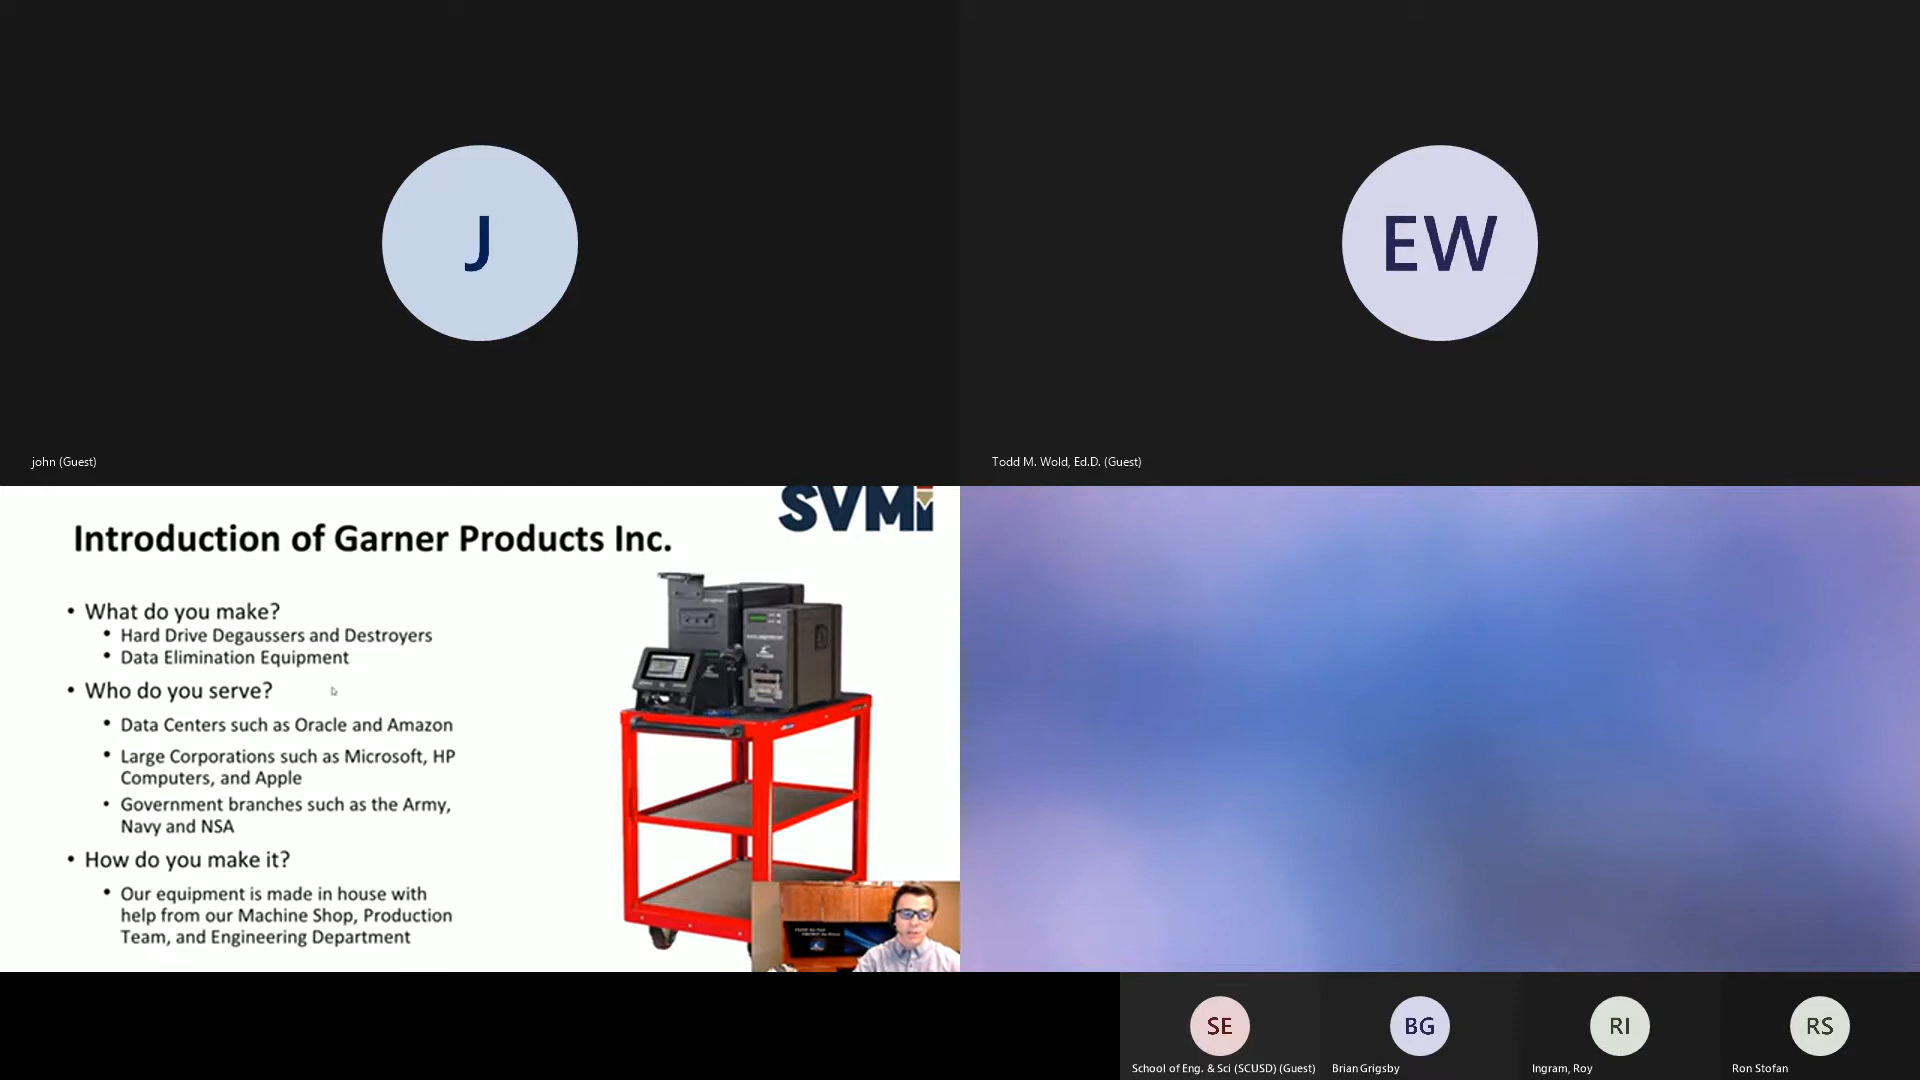 J
EW
john (Guest)
Todd M. Wold, Ed.D. (Guest)
SVMi
Introduction of Garner Products Inc.
• What do you make?
• Hard Drive Degaussers and Destroyers
• Data Elimination Equipment
• Who do you serve?
• Data Centers such as Oracle and Amazon
• Large Corporations such as Microsoft, HP
Computers, and Apple
• Government branches such as the Army,
Navy and NSA
• How do you make it?
• Our equipment is made in house with
help from our Machine Shop, Production
Team, and Engineering Department
SE
BG
RI
RS
School of Eng. & Sci (SCUSD) (Guest)
Brian Grigsby
Ingram, Roy
Ron Stofan